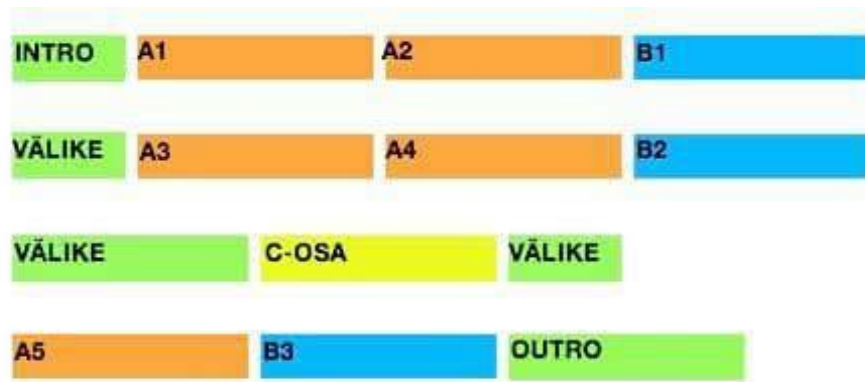 INTRO A1 A2 B1
VÄLIKE A3 A4 B2
VÄLIKE C-OSA VÄLIKE
A5 B3 OUTRO